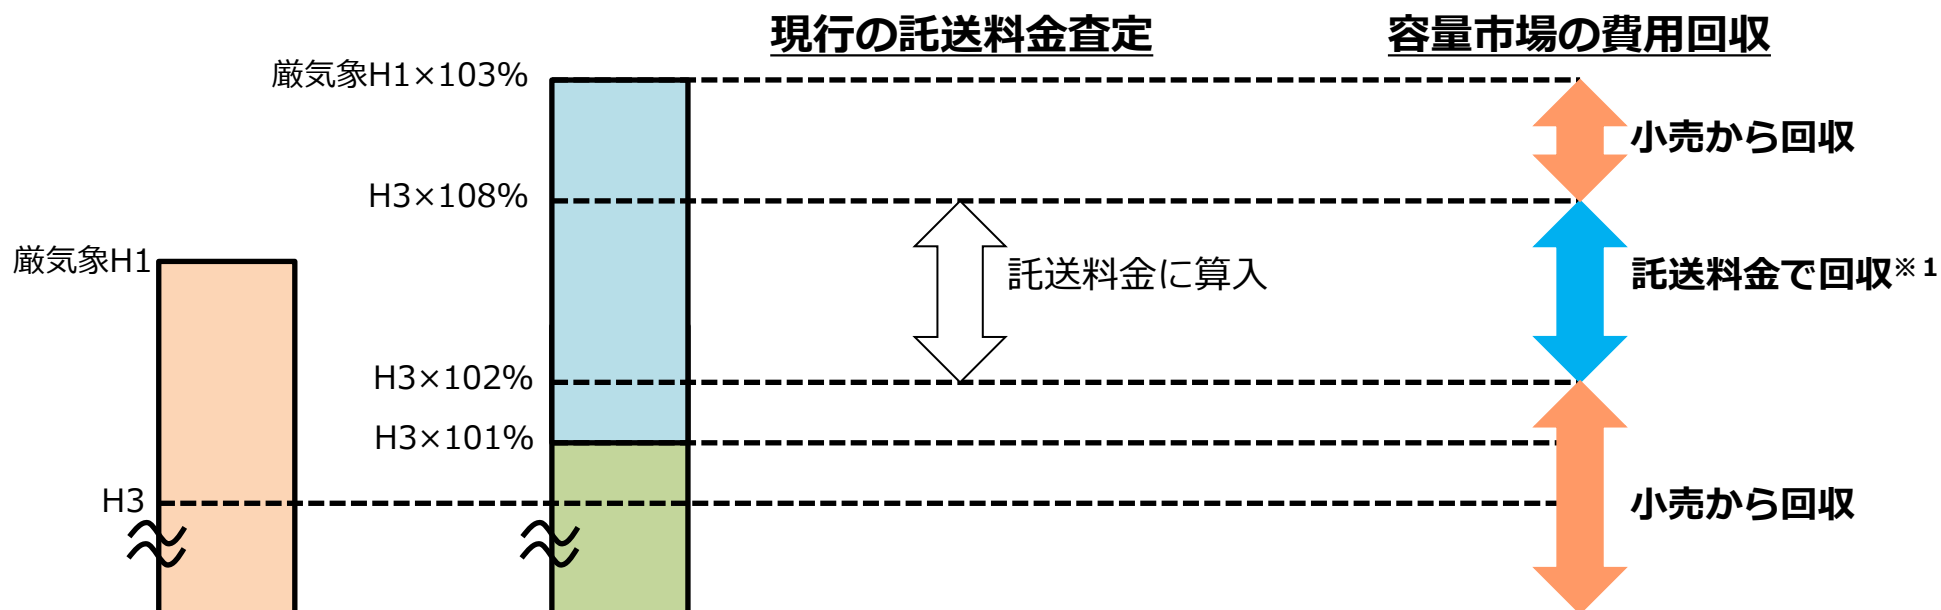 現行の託送料金査定
容量市場の費用回収
厳気象H1×103%
小売から回収
H3×108%
厳気象H1
託送料金に算入
託送料金で回収※1
H3×102%
H3×101%
H3
小売から回収